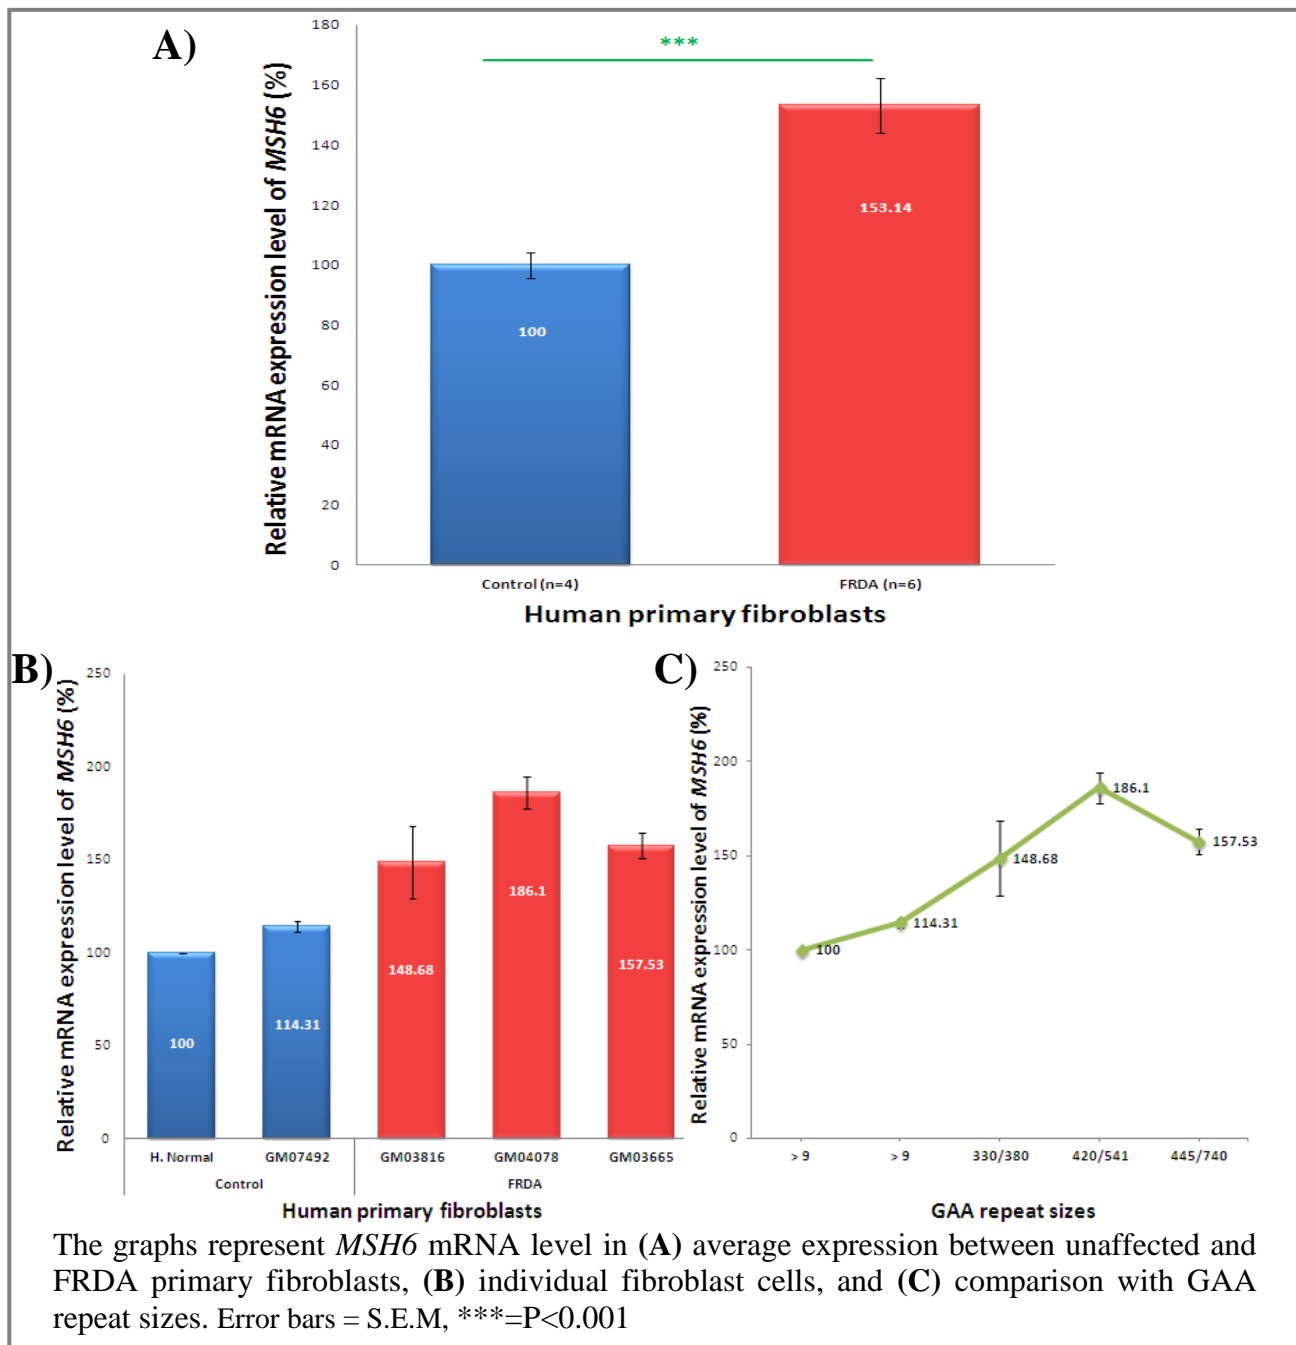 A)
Relative mRNA expression level of MSH6 (%)
180
160
140
120
100
80
60
40
20
0
***
100
153.14
Control (n=4)
FRDA (n=6)
Human primary fibroblasts
B)
Relative mRNA expression level of MSH6 (%)
250
200
150
100
50
0
100
114.31
148.68
186.1
157.53
H. Normal
GM07492
GM03816
GM04078
GM03665
Control
FRDA
Human primary fibroblasts
C)
Relative mRNA expression level of MSH6 (%)
250
200
150
100
50
0
100
114.31
148.68
186.1
157.53
> 9
> 9
330/380
420/541
445/740
GAA repeat sizes
The graphs represent MSH6 mRNA level in (A) average expression between unaffected and
FRDA primary fibroblasts, (B) individual fibroblast cells, and (C) comparison with GAA
repeat sizes. Error bars = S.E.M, ***=P<0.001